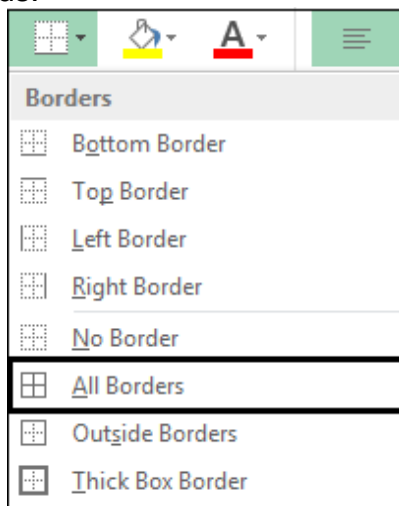 A
Borders
Bottom Border
Top Border
Left Border
Right Border
No Border
All Borders
Outside Borders
Thick Box Border